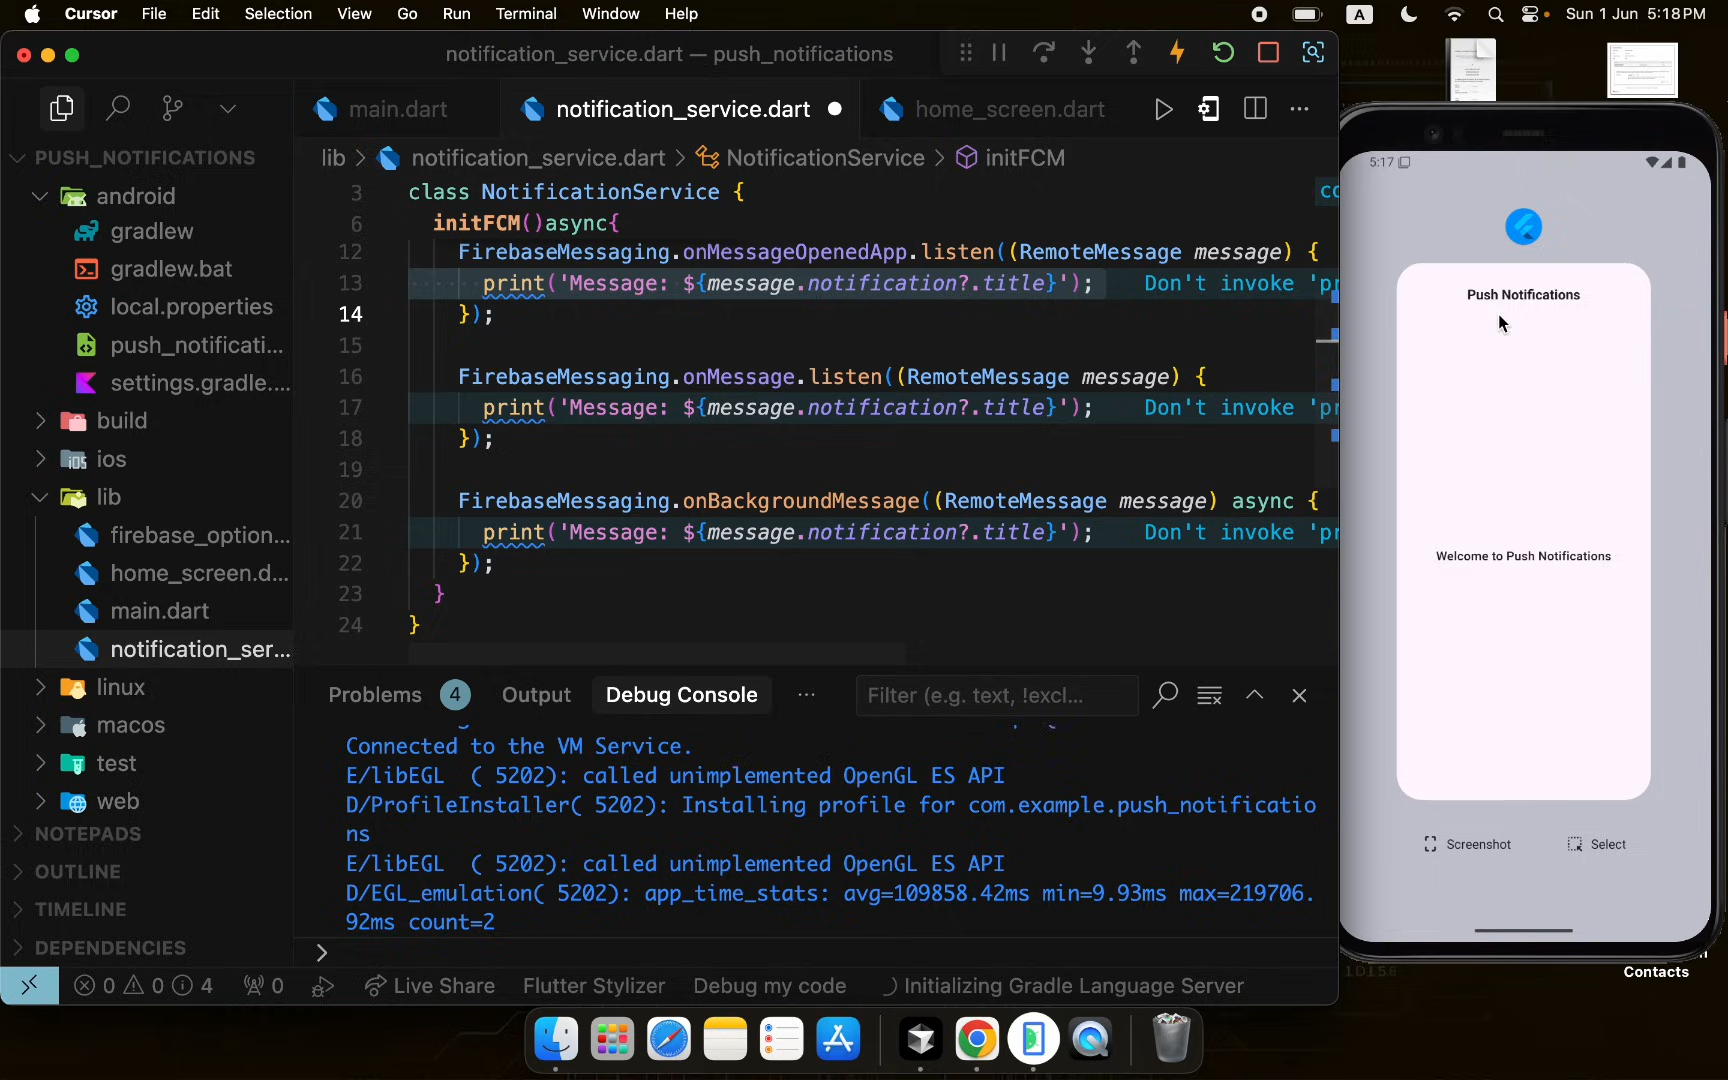 Cursor File Edit Selection View Go Run Terminal Window Help A Sun 1 Jun 5:18 PM
notification_service.dart — push_notifications
main.dart notification_service.dart home_screen.dart
lib > notification_service.dart > NotificationService > initFCM
PUSH_NOTIFICATIONS
android
gradlew
gradlew.bat
local.properties
push_notificati...
settings.gradle....
build
ios
lib
firebase_option...
home_screen.d...
main.dart
notification_ser...
linux
macos
test
web
NOTEPADS
OUTLINE
TIMELINE
DEPENDENCIES
3 class NotificationService {
6 initFCM()async{
12 FirebaseMessaging.onMessageOpenedApp.listen((RemoteMessage message) {
13 print('Message: ${message.notification?.title}'); Don't invoke 'pr
14 });
15
16 FirebaseMessaging.onMessage.listen((RemoteMessage message) {
17 print('Message: ${message.notification?.title}'); Don't invoke 'pr
18 });
19
20 FirebaseMessaging.onBackgroundMessage((RemoteMessage message) async {
21 print('Message: ${message.notification?.title}'); Don't invoke 'pr
22 });
23 }
24 }
Problems 4 Output Debug Console ... Filter (e.g. text, !excl...
Connected to the VM Service.
E/libEGL ( 5202): called unimplemented OpenGL ES API
D/ProfileInstaller( 5202): Installing profile for com.example.push_notificatio
ns
E/libEGL ( 5202): called unimplemented OpenGL ES API
D/EGL_emulation( 5202): app_time_stats: avg=109858.42ms min=9.93ms max=219706.
92ms count=2
>
0 0 4 0 Live Share Flutter Stylizer Debug my code Initializing Gradle Language Server
5:17
Push Notifications
Welcome to Push Notifications
Screenshot Select
Contacts